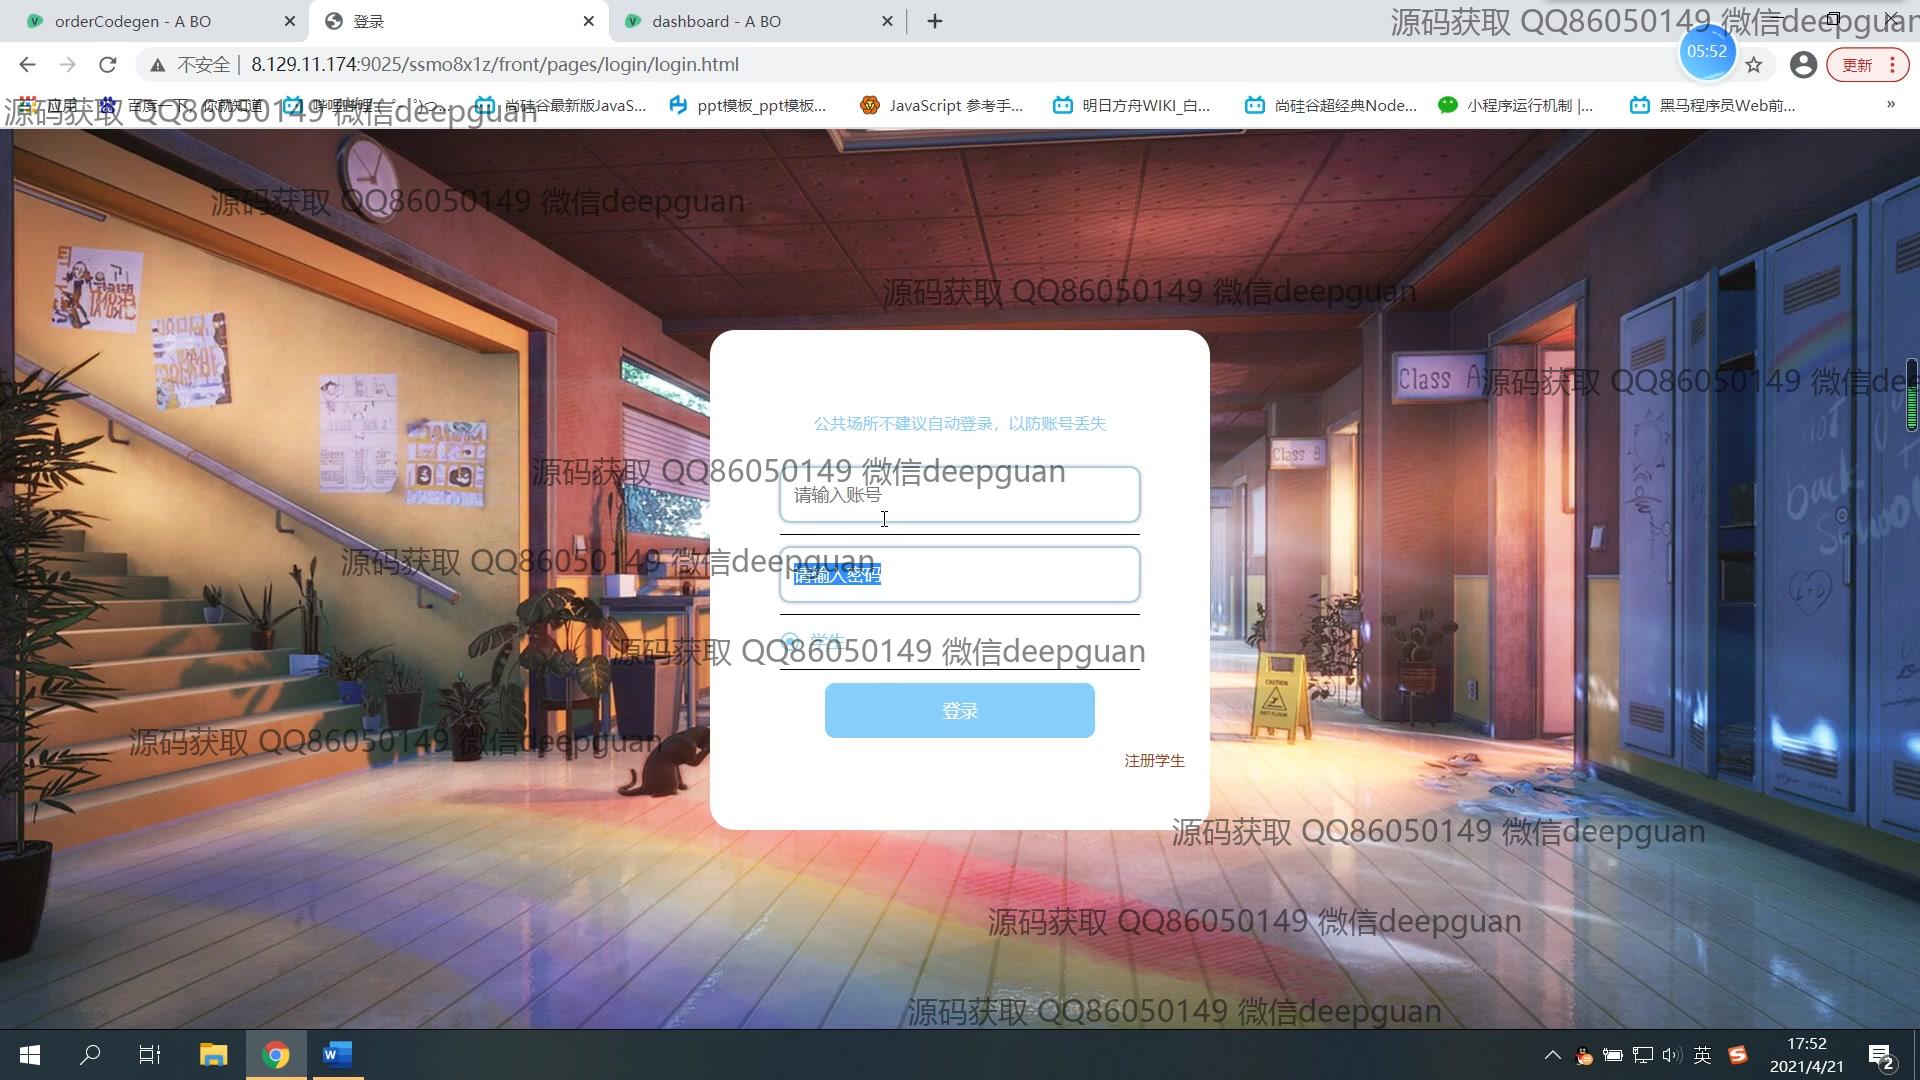 orderCodegen - A BO
登录
dashboard - A BO
源码获取 QQ86050149 微信deepguan
05:52
不安全
8.129.11.174:9025/ssmo8x1z/front/pages/login/login.html
更新
应用
百度一下，你就知道
尚硅谷最新版JavaS...
ppt模板_ppt模板...
JavaScript 参考手...
明日方舟WIKI_白...
尚硅谷超经典Node...
小程序运行机制 |...
黑马程序员Web前...
»
源码获取 QQ86050149 微信deepguan
源码获取 QQ86050149 微信deepguan
源码获取 QQ86050149 微信deepguan
Class A
源码获取 QQ86050149 微信de
公共场所不建议自动登录，以防账号丢失
Class B
源码获取 QQ86050149 微信deepguan
请输入账号
源码获取 QQ86050149 微信deepguan
请输入密码
学生
源码获取 QQ86050149 微信deepguan
CAUTION
登录
源码获取 QQ86050149 微信deepguan
注册学生
源码获取 QQ86050149 微信deepguan
源码获取 QQ86050149 微信deepguan
源码获取 QQ86050149 微信deepguan
英
17:52
2021/4/21
2